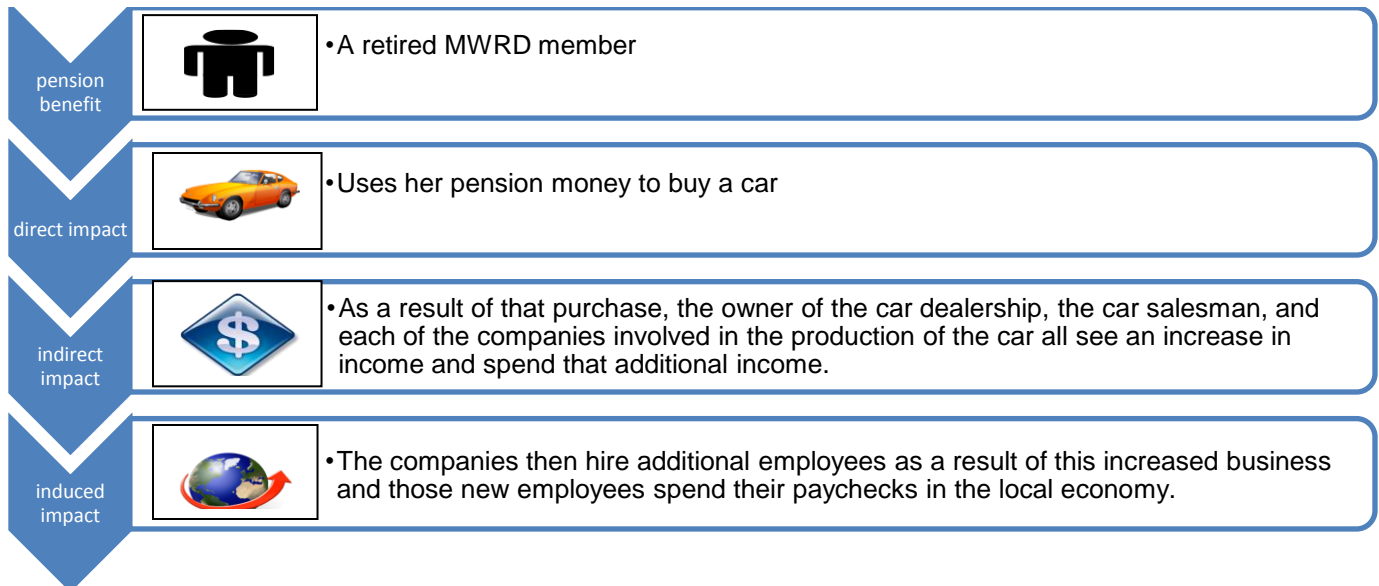 pension
benefit
•A retired MWRD member
direct impact
•Uses her pension money to buy a car
indirect
impact
$
•As a result of that purchase, the owner of the car dealership, the car salesman, and
each of the companies involved in the production of the car all see an increase in
income and spend that additional income.
induced
impact
•The companies then hire additional employees as a result of this increased business
and those new employees spend their paychecks in the local economy.